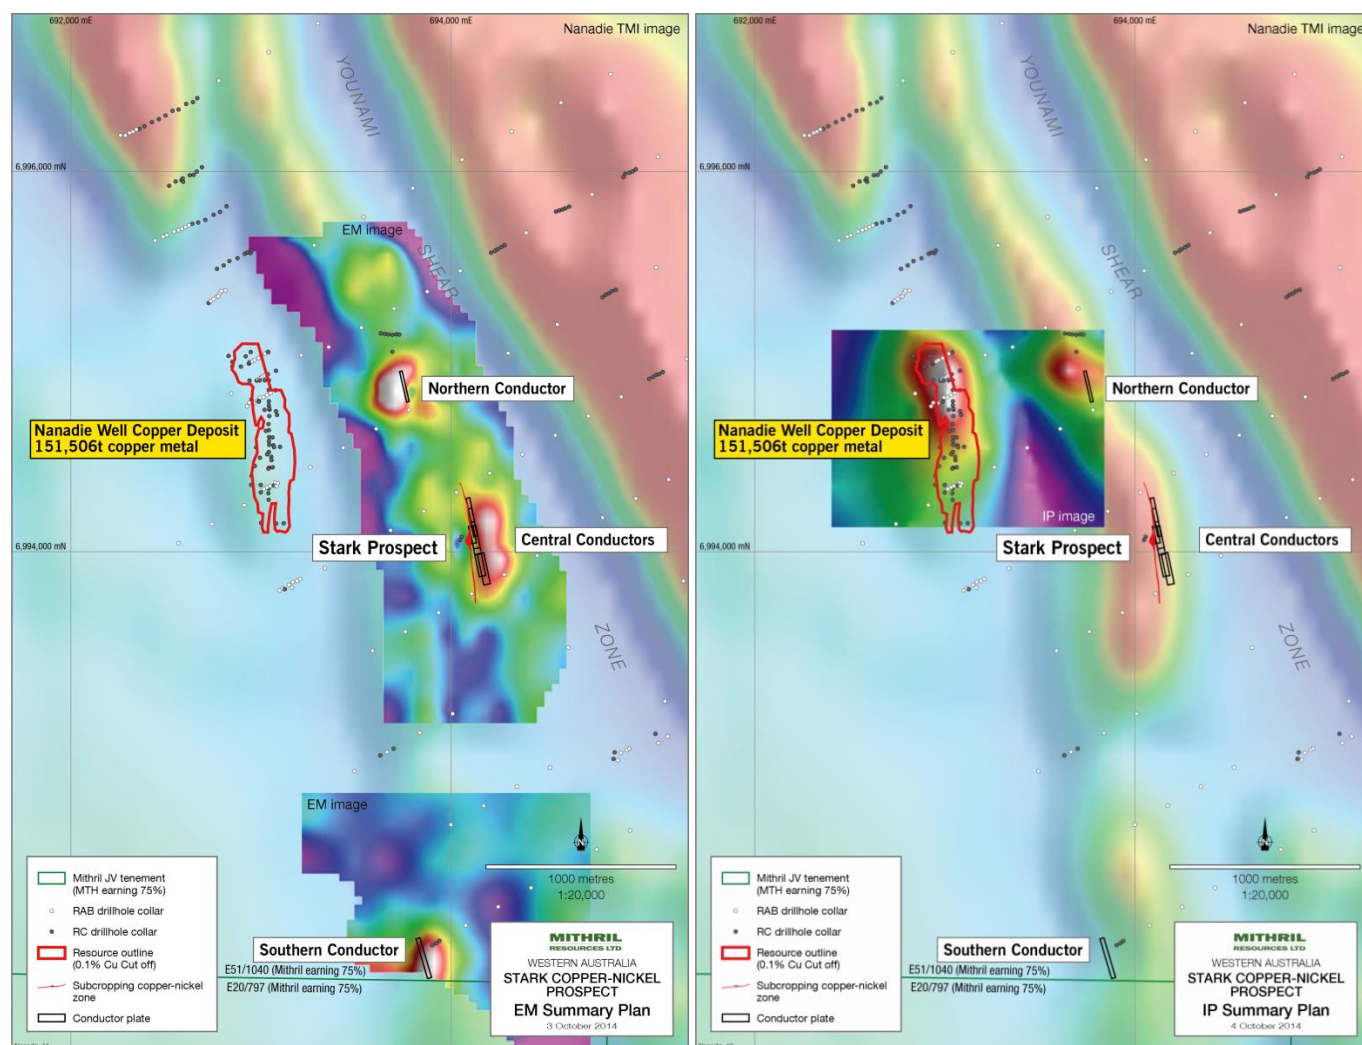 692,000 mE
694,000 mE
Nanadie TMI image
YOUNAMI
6,996,000 mN
EM image
SHEAR
Northern Conductor
Nanadie Well Copper Deposit
151,506t copper metal
Stark Prospect
Central Conductors
6,994,000 mN
ZONE
EM image
N
1000 metres
1:20,000
Mithril JV tenement
(MTH earning 75%)
RAB drillhole collar
RC drillhole collar
Resource outline
(0.1% Cu Cut off)
Subcropping copper-nickel
zone
Conductor plate
Southern Conductor
E51/1040 (Mithril earning 75%)
E20/797 (Mithril earning 75%)
MITHRIL
RESOURCES LTD
WESTERN AUSTRALIA
STARK COPPER-NICKEL
PROSPECT
EM Summary Plan
3 October 2014
692,000 mE
694,000 mE
Nanadie TMI image
YOUNAMI
6,996,000 mN
SHEAR
Northern Conductor
Nanadie Well Copper Deposit
151,506t copper metal
IP image
Stark Prospect
Central Conductors
6,994,000 mN
ZONE
N
1000 metres
1:20,000
Mithril JV tenement
(MTH earning 75%)
RAB drillhole collar
RC drillhole collar
Resource outline
(0.1% Cu Cut off)
Subcropping copper-nickel
zone
Conductor plate
Southern Conductor
E51/1040 (Mithril earning 75%)
E20/797 (Mithril earning 75%)
MITHRIL
RESOURCES LTD
WESTERN AUSTRALIA
STARK COPPER-NICKEL
PROSPECT
IP Summary Plan
4 October 2014